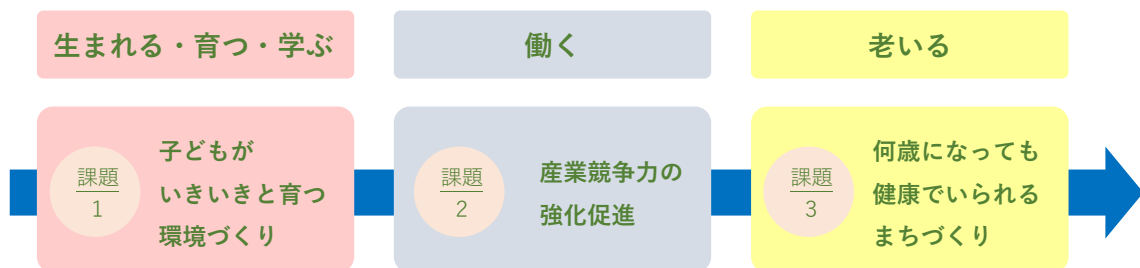 生まれる・育つ・学ぶ
働く
老いる
課題
1
子どもが
いきいきと育つ
環境づくり
課題
2
産業競争力の
強化促進
課題
3
何歳になっても
健康でいられる
まちづくり